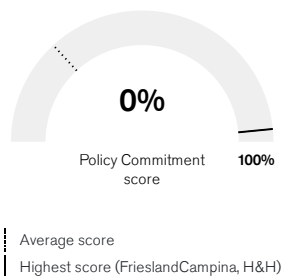 0%
Policy Commitment
score
100%
Average score
Highest score (FrieslandCampina, H&H)